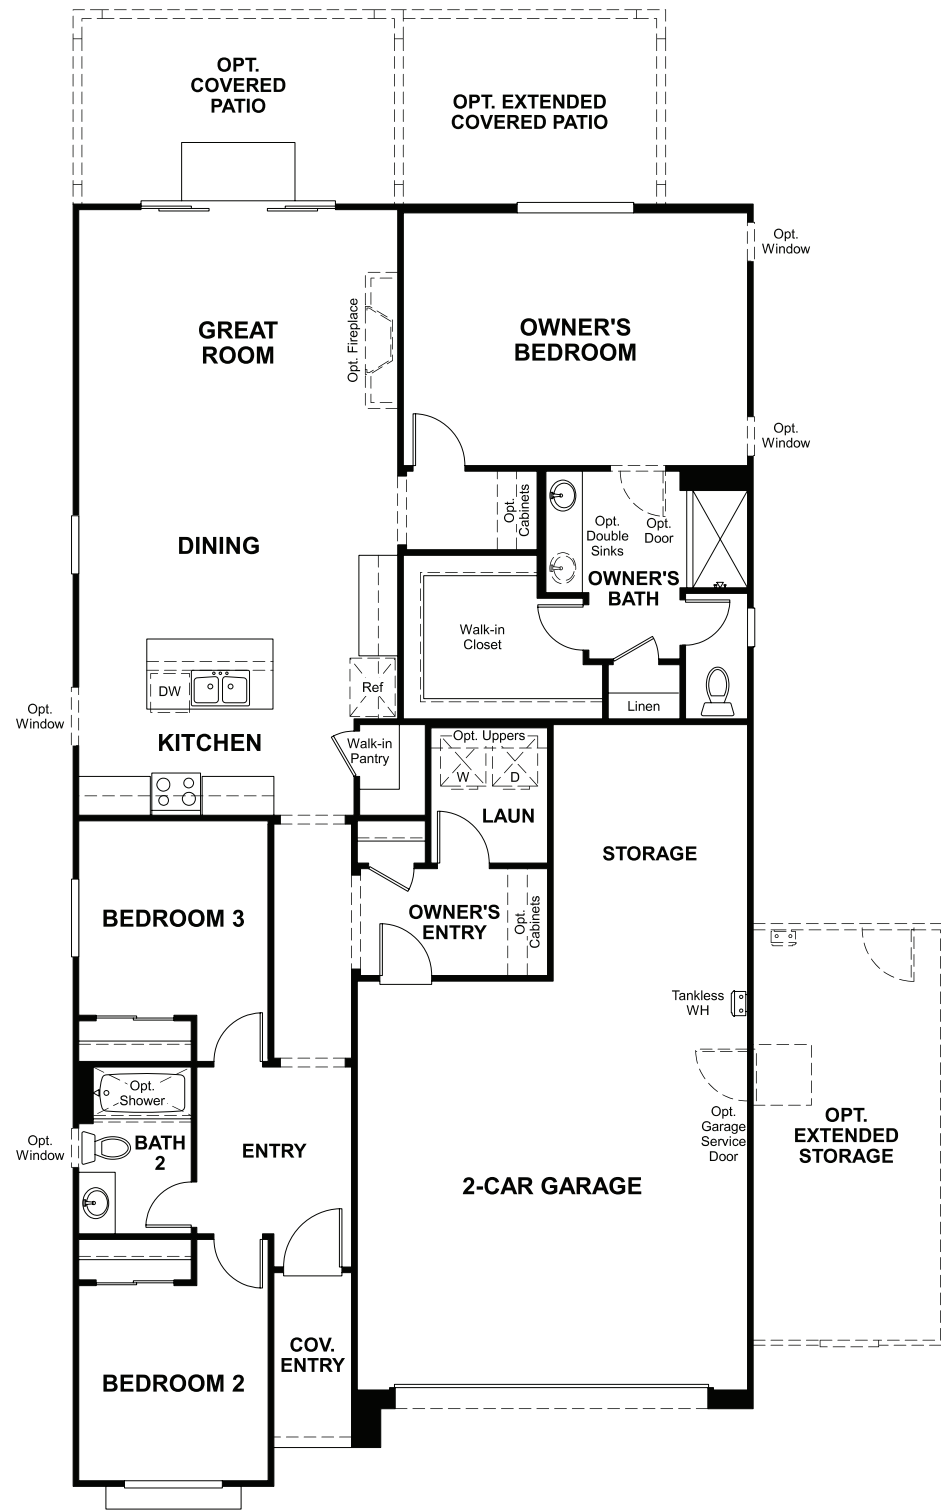 OPT.
COVERED
PATIO
OPT. EXTENDED
COVERED PATIO
Opt.
Window
GREAT
ROOM
Opt. Fireplace
OWNER'S
BEDROOM
Opt.
Window
Opt.
Cabinets
Opt.
Double
Sinks
Opt.
Door
DINING
OWNER'S
BATH
Walk-in
Closet
DW
Ref
Linen
Opt.
Window
KITCHEN
Walk-in
Pantry
Opt. Uppers
W
D
LAUN
STORAGE
BEDROOM 3
OWNER'S
ENTRY
Opt.
Cabinets
Tankless
WH
Opt.
Shower
Opt.
Window
BATH
2
ENTRY
Opt.
Garage
Service
Door
OPT.
EXTENDED
STORAGE
2-CAR GARAGE
COV.
ENTRY
BEDROOM 2